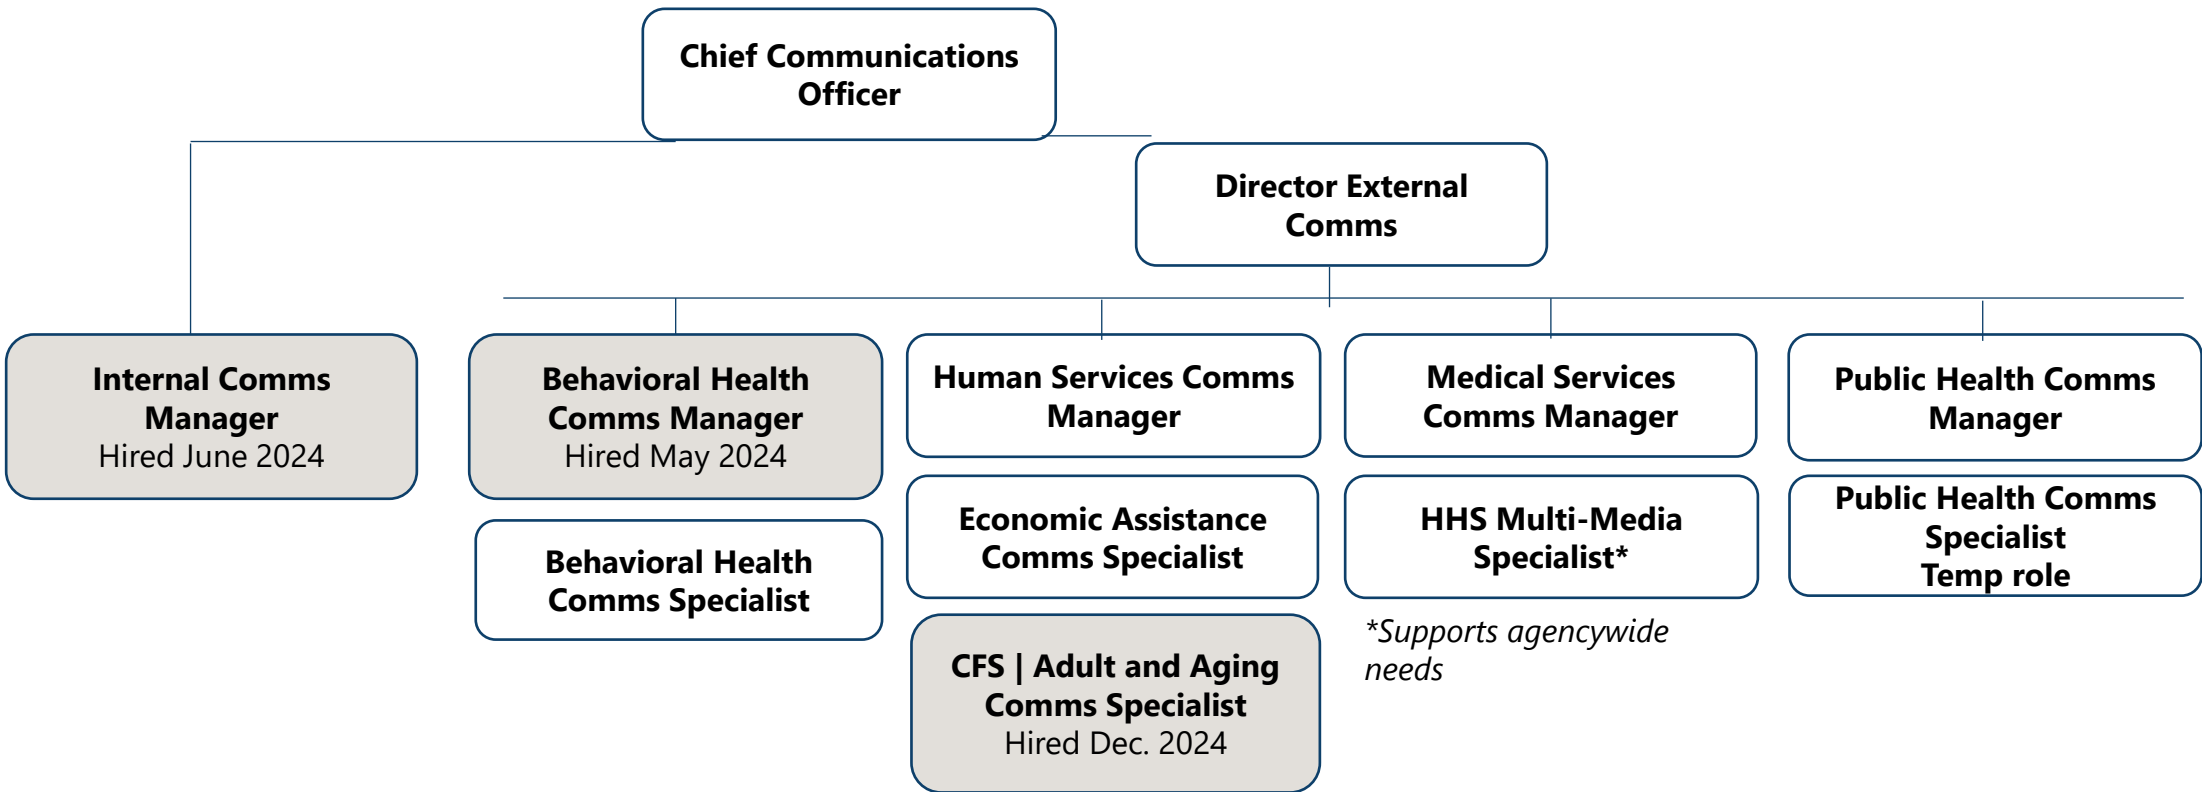 Chief Communications
Officer
Director External
Comms
Internal Comms
Manager
Hired June 2024
Behavioral Health
Comms Manager
Hired May 2024
Human Services Comms
Manager
Medical Services
Comms Manager
Public Health Comms
Manager
Behavioral Health
Comms Specialist
Economic Assistance
Comms Specialist
HHS Multi-Media
Specialist*
Public Health Comms
Specialist
Temp role
*Supports agencywide
needs
CFS | Adult and Aging
Comms Specialist
Hired Dec. 2024